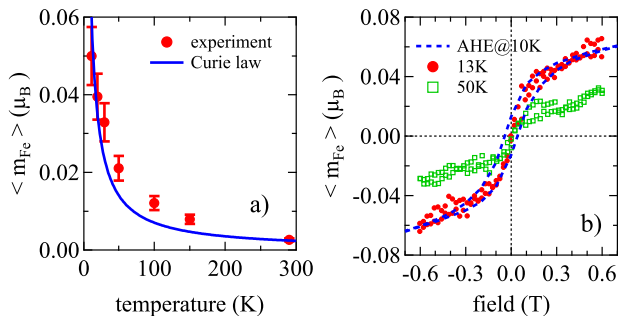 0.06
0.04
0.02
0.00
< m_Fe > (μ_B)
0
100
200
300
temperature (K)
experiment
Curie law
a)
0.08
0.04
0.00
-0.04
-0.08
< m_Fe > (μ_B)
-0.6
-0.3
0.0
0.3
0.6
field (T)
AHE@10K
13K
50K
b)